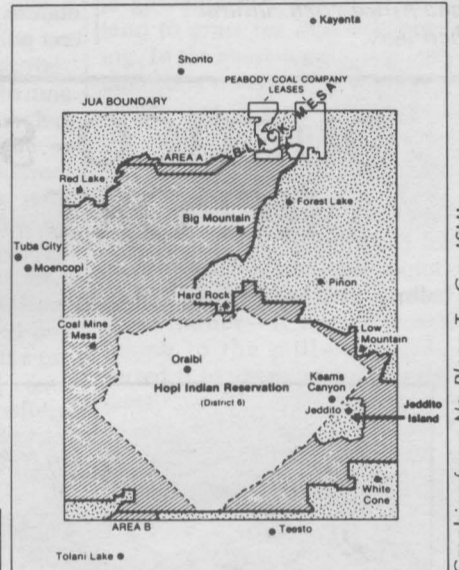 Kayenta
Shonto
PEABODY COAL COMPANY
LEASES
JUA BOUNDARY
BLACK MESA
AREA A
Red Lake
Forest Lake
Big Mountain
Tuba City
Moencopi
Piñon
Hard Rock
Coal Mine
Mesa
Low
Mountain
Oraibi
Keams
Canyon
Hopi Indian Reservation
(District 6)
Jeddito
Jeddito
Island
White
Cone
AREA B
Teesto
Tolani Lake